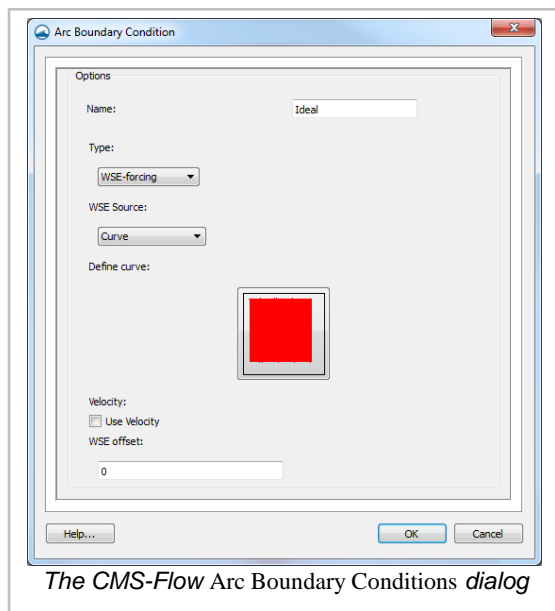 Arc Boundary Condition
Options
Name:
Ideal
Type:
WSE-forcing
WSE Source:
Curve
Define curve:
Velocity:
Use Velocity
WSE offset:
0
Help...
OK
Cancel
The CMS-Flow Arc Boundary Conditions dialog